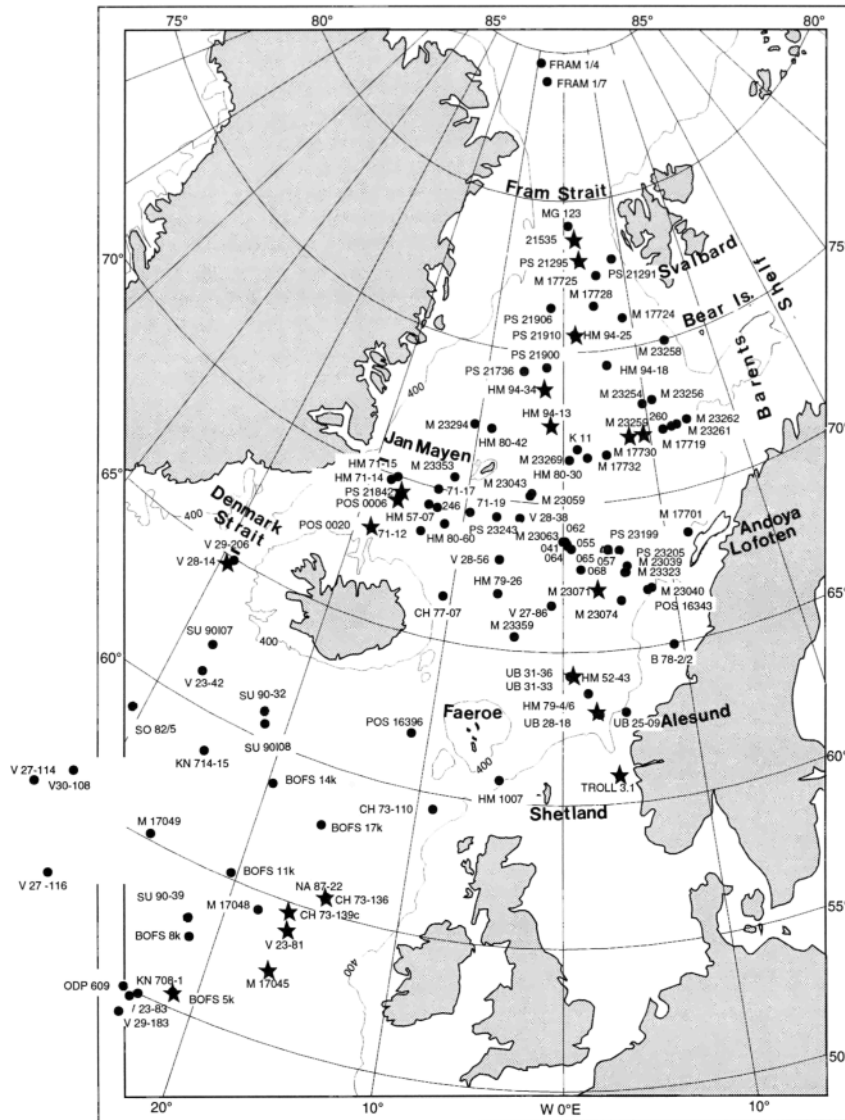 75°
80°
85°
85°
80°
FRAM 1/4
FRAM 1/7
Fram Strait
MG 123
21535
PS 21295
PS 21291
Svalbard
75°
M 17725
M 17728
Bear Is.
Shelf
70°
PS 21906
M 17724
PS 21910
HM 94-25
Barents
PS 21900
M 23258
PS 21736
HM 94-18
400
HM 94-34
M 23254
M 23256
HM 94-13
M 23259
260
M 23262
M 23261
70°
M 23294
HM 80-42
K 11
M 17719
Jan Mayen
M 17730
HM 71-15
M 23353
M 23269
M 17732
HM 71-14
HM 80-30
65°
PS 21842
71-17
M 23043
POS 0006
246
71-19
M 23059
Denmark
Strait
400
HM 57-07
V 28-38
M 17701
Andoya
Lofoten
POS 0020
71-12
PS 23243
062
PS 23199
V 29-206
HM 80-60
M 23063
055
041
PS 23205
V 28-14
V 28-56
064
065
057
M 23039
068
M 23323
65°
HM 79-26
M 23071
M 23040
CH 77-07
V 27-86
M 23074
POS 16343
SU 90I07
400
M 23359
B 78-2/2
60°
V 23-42
UB 31-36
HM 52-43
UB 31-33
SU 90-32
Faeroe
HM 79-4/6
Alesund
SO 82/5
POS 16396
UB 28-18
UB 25-09
SU 90I08
KN 714-15
400
60°
V 27-114
V30-108
BOFS 14k
HM 1007
TROLL 3.1
CH 73-110
Shetland
M 17049
BOFS 17k
V 27 -116
BOFS 11k
NA 87-22
SU 90-39
M 17048
CH 73-136
CH 73-139c
55°
BOFS 8k
V 23-81
400
ODP 609
KN 708-1
M 17045
BOFS 5k
/ 23-83
V 29-183
50°
20°
10°
W 0°E
10°